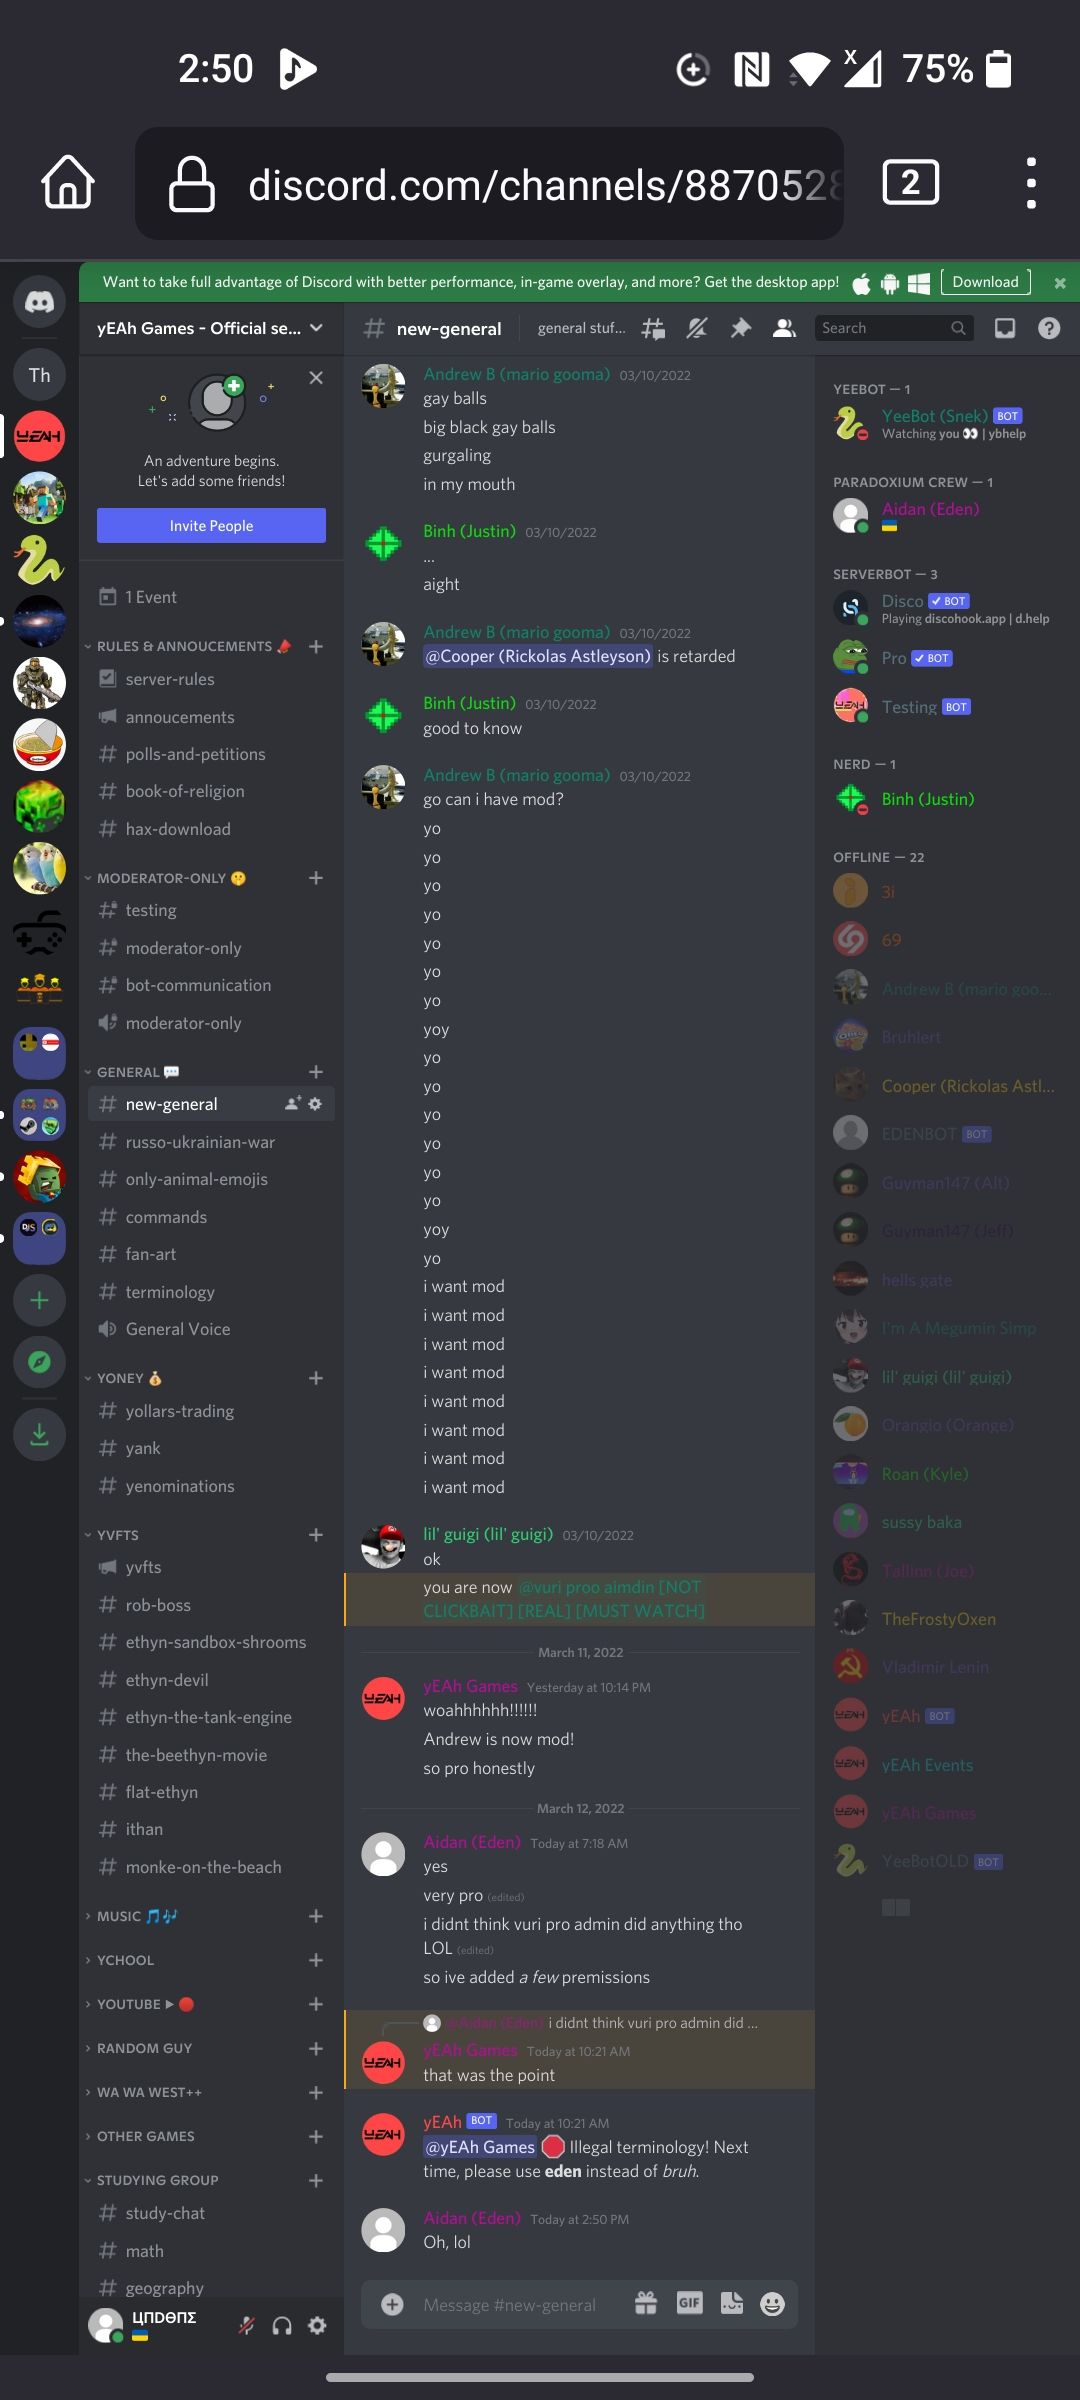 2:50
75%
discord.com/channels/887052
2
Want to take full advantage of Discord with better performance, in-game overlay, and more? Get the desktop app!
Download
Th
yEAh Games - Official se...
An adventure begins.
Let's add some friends!
Invite People
1 Event
RULES & ANNOUCEMENTS
server-rules
annoucements
polls-and-petitions
book-of-religion
hax-download
MODERATOR-ONLY 🤫
testing
moderator-only
bot-communication
moderator-only
GENERAL 💬
new-general
russo-ukrainian-war
only-animal-emojis
commands
fan-art
terminology
General Voice
YONEY 💰
yollars-trading
yank
yenominations
YVFTS
yvfts
rob-boss
ethyn-sandbox-shrooms
ethyn-devil
ethyn-the-tank-engine
the-beethyn-movie
flat-ethyn
ithan
monke-on-the-beach
MUSIC 🎵🎶
YCHOOL
YOUTUBE ▶ 🔴
RANDOM GUY
WA WA WEST++
OTHER GAMES
STUDYING GROUP
study-chat
math
geography
ЦПDӨПΣ
# new-general
general stuf...
Search
Andrew B (mario gooma) 03/10/2022
gay balls
big black gay balls
gurgaling
in my mouth
Binh (Justin) 03/10/2022
...
aight
Andrew B (mario gooma) 03/10/2022
@Cooper (Rickolas Astleyson) is retarded
Binh (Justin) 03/10/2022
good to know
Andrew B (mario gooma) 03/10/2022
go can i have mod?
yo
yo
yo
yo
yo
yo
yo
yoy
yo
yo
yo
yo
yo
yo
yoy
yo
i want mod
i want mod
i want mod
i want mod
i want mod
i want mod
i want mod
i want mod
lil' guigi (lil' guigi) 03/10/2022
ok
you are now @vuri proo aimdin [NOT
CLICKBAIT] [REAL] [MUST WATCH]
March 11, 2022
yEAh Games Yesterday at 10:14 PM
woahhhhhh!!!!!!
Andrew is now mod!
so pro honestly
March 12, 2022
Aidan (Eden) Today at 7:18 AM
yes
very pro (edited)
i didnt think vuri pro admin did anything tho
LOL (edited)
so ive added a few premissions
@Aidan (Eden) i didnt think vuri pro admin did ...
yEAh Games Today at 10:21 AM
that was the point
yEAh BOT Today at 10:21 AM
@yEAh Games 🛑 Illegal terminology! Next
time, please use eden instead of bruh.
Aidan (Eden) Today at 2:50 PM
Oh, lol
Message #new-general
GIF
YEEBOT — 1
YeeBot (Snek) BOT
Watching you 👀 | ybhelp
PARADOXIUM CREW — 1
Aidan (Eden)
SERVERBOT — 3
Disco BOT
Playing discohook.app | d.help
Pro BOT
Testing BOT
NERD — 1
Binh (Justin)
OFFLINE — 22
3i
69
Andrew B (mario goo...
Bruhlert
Cooper (Rickolas Astl...
EDENBOT BOT
Guyman147 (Alt)
Guyman147 (Jeff)
hells gate
I'm A Megumin Simp
lil' guigi (lil' guigi)
Orangio (Orange)
Roan (Kyle)
sussy baka
Tallinn (Joe)
TheFrostyOxen
Vladimir Lenin
yEAh BOT
yEAh Events
yEAh Games
YeeBotOLD BOT